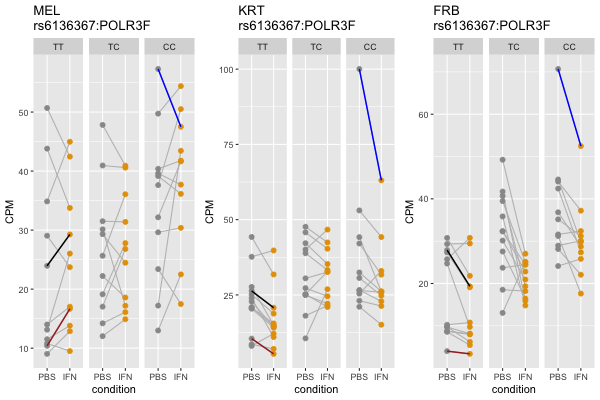 MEL
rs6136367:POLR3F
TT TC CC
CPM
50
40
30
20
10
PBS IFN PBS IFN PBS IFN
condition
KRT
rs6136367:POLR3F
TT TC CC
CPM
100
75
50
25
PBS IFN PBS IFN PBS IFN
condition
FRB
rs6136367:POLR3F
TT TC CC
CPM
60
40
20
PBS IFN PBS IFN PBS IFN
condition